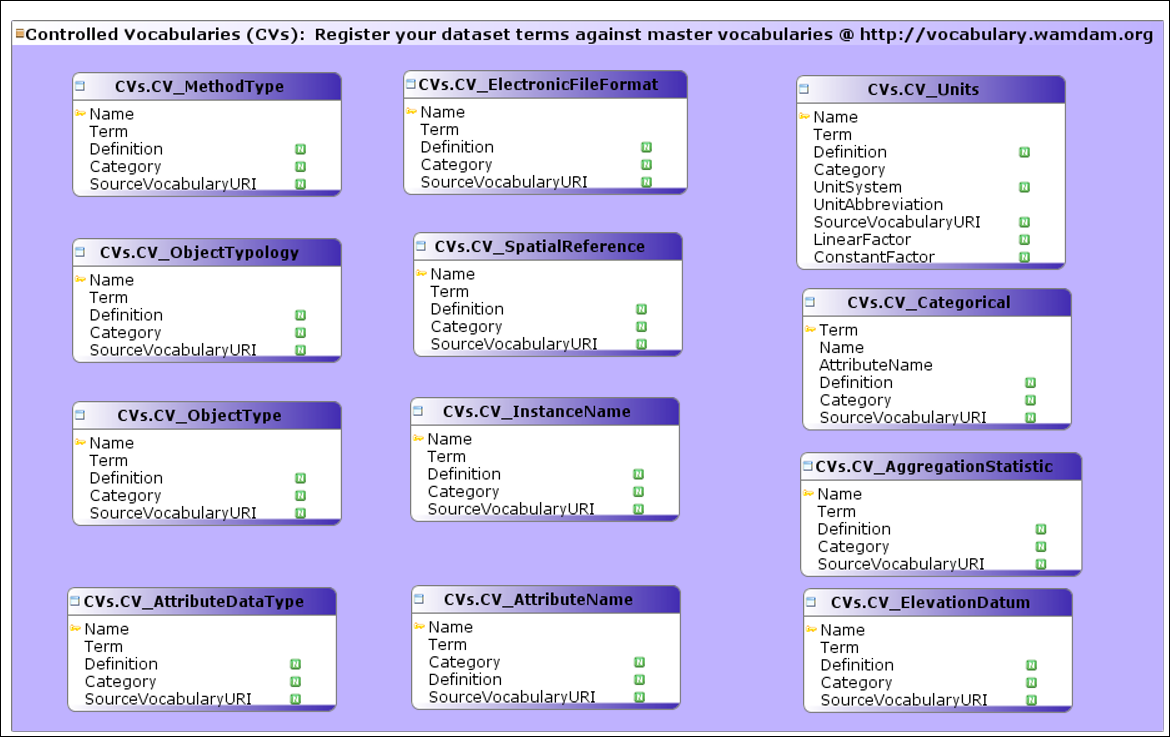 Controlled Vocabularies (CVs):  Register your dataset terms against master vocabularies @ http://vocabulary.wamdam.org
CVs.CV_MethodType
Name
Term
Definition N
Category N
SourceVocabularyURI N
CVs.CV_ObjectTypology
Name
Term
Definition N
Category N
SourceVocabularyURI N
CVs.CV_ObjectType
Name
Term
Definition N
Category N
SourceVocabularyURI N
CVs.CV_AttributeDataType
Name
Term
Definition N
Category N
SourceVocabularyURI N
CVs.CV_ElectronicFileFormat
Name
Term
Definition N
Category N
SourceVocabularyURI N
CVs.CV_SpatialReference
Name
Term
Definition N
Category N
SourceVocabularyURI N
CVs.CV_InstanceName
Name
Term
Definition N
Category N
SourceVocabularyURI N
CVs.CV_AttributeName
Name
Term
Category N
Definition N
SourceVocabularyURI N
CVs.CV_Units
Name
Term
Definition N
Category
UnitSystem N
UnitAbbreviation
SourceVocabularyURI N
LinearFactor N
ConstantFactor N
CVs.CV_Categorical
Term
Name
AttributeName
Definition N
Category N
SourceVocabularyURI N
CVs.CV_AggregationStatistic
Name
Term
Definition N
Category N
SourceVocabularyURI N
CVs.CV_ElevationDatum
Name
Term
Definition N
Category N
SourceVocabularyURI N